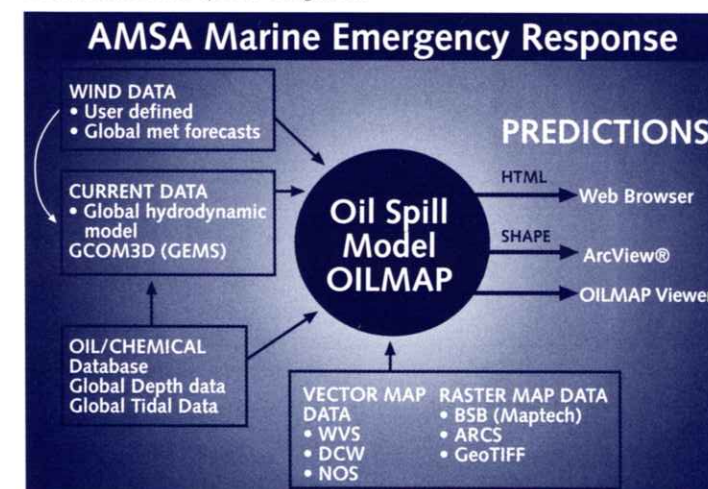 AMSA Marine Emergency Response
WIND DATA
• User defined
• Global met forecasts
CURRENT DATA
• Global hydrodynamic
model
GCOM3D (GEMS)
OIL/CHEMICAL
Database
Global Depth data
Global Tidal Data
Oil Spill
Model
OILMAP
VECTOR MAP
DATA
• WVS
• DCW
• NOS
RASTER MAP DATA
• BSB (Maptech)
• ARCS
• GeoTIFF
PREDICTIONS
HTML
Web Browser
SHAPE
ArcView®
OILMAP Viewer